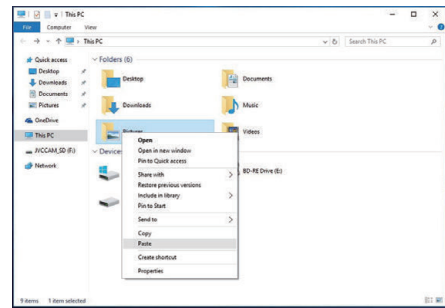 This PC
File
Computer
View
This PC
Search This PC
Quick access
Desktop
Downloads
Documents
Pictures
OneDrive
This PC
JVCCAM_SD (F:)
Network
Folders (6)
Desktop
Documents
Downloads
Music
Pictures
Videos
Devices
BD-RE Drive (E:)
Open
Open in new window
Pin to Quick access
Share with
Restore previous versions
Include in library
Pin to Start
Send to
Copy
Paste
Create shortcut
Properties
9 items
1 item selected